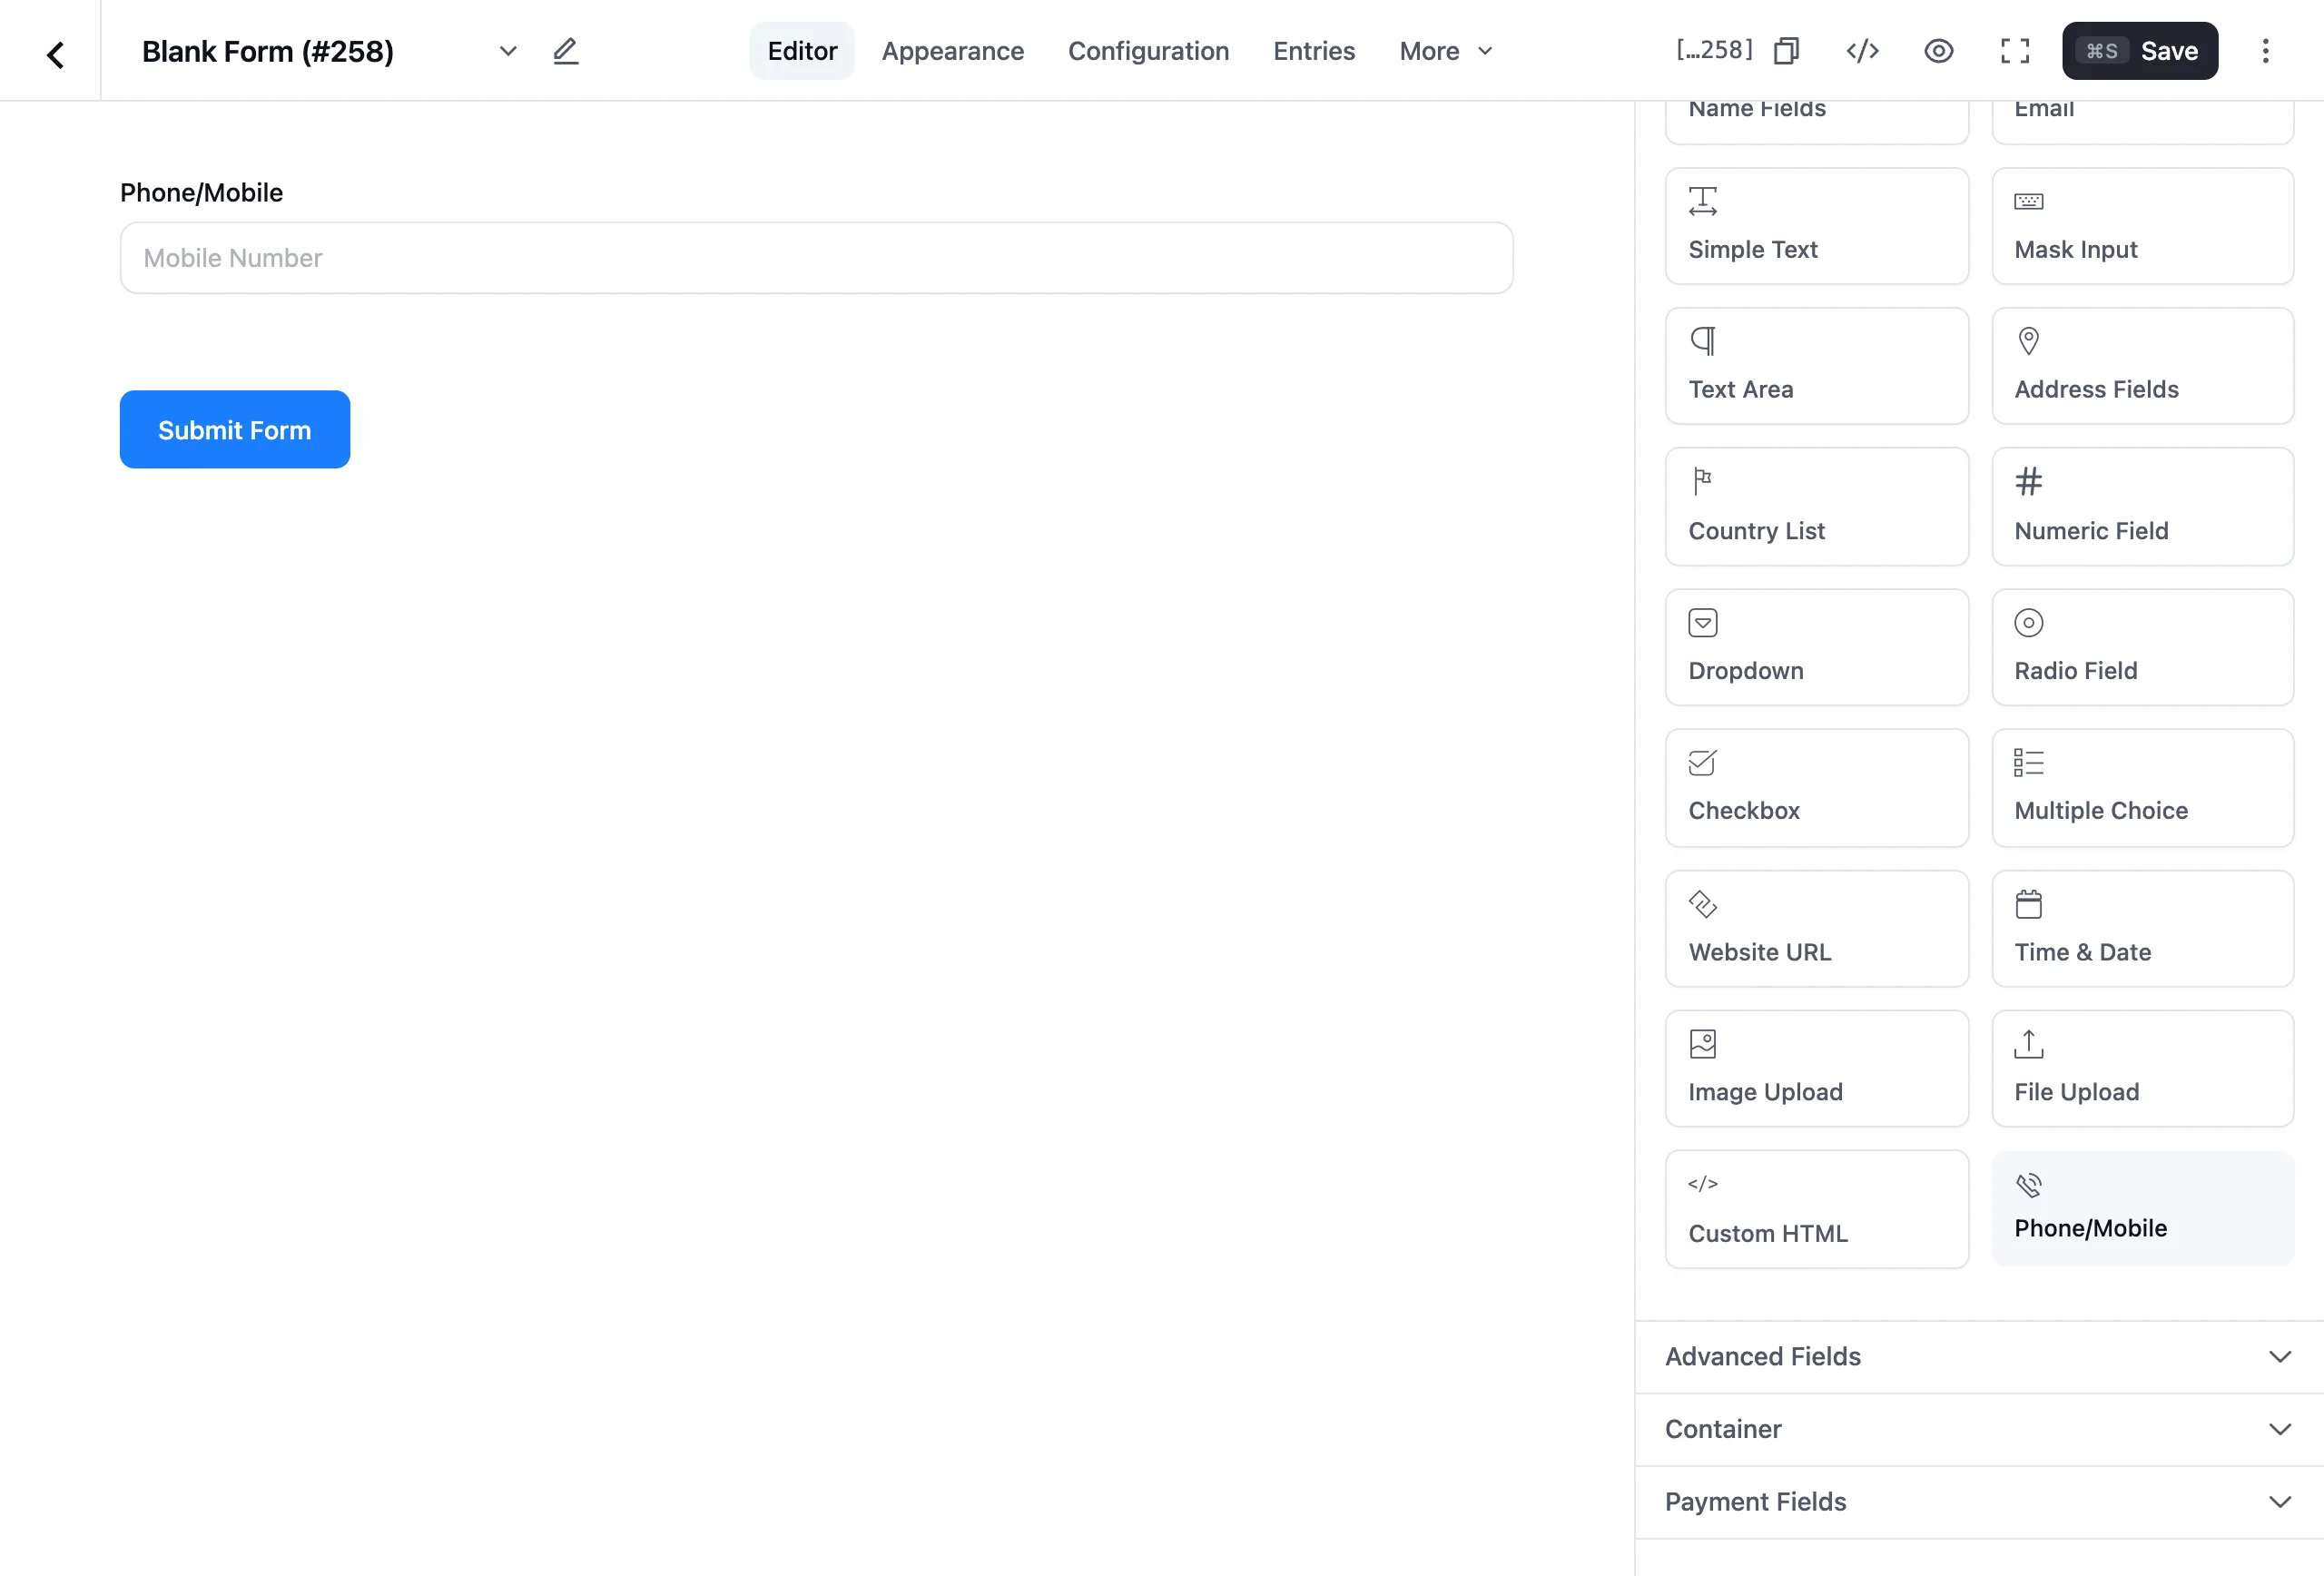 Blank Form (#258)
Editor
Appearance
Configuration
Entries
More
[...258]
⌘S Save
Phone/Mobile
Mobile Number
Submit Form
Name Fields
Email
Simple Text
Mask Input
Text Area
Address Fields
Country List
Numeric Field
Dropdown
Radio Field
Checkbox
Multiple Choice
Website URL
Time & Date
Image Upload
File Upload
Custom HTML
Phone/Mobile
Advanced Fields
Container
Payment Fields